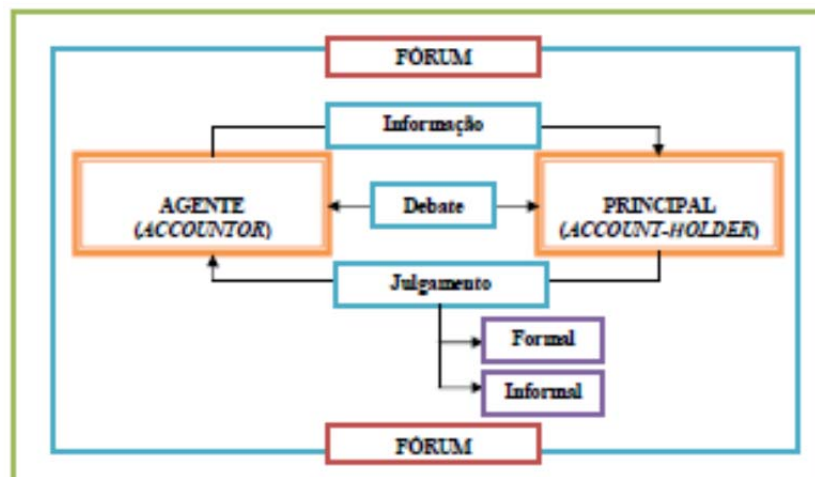 FÓRUM
Informação
AGENTE
(ACCOUNTOR)
Debate
PRINCIPAL
(ACCOUNT-HOLDER)
Julgamento
Formal
Informal
FÓRUM